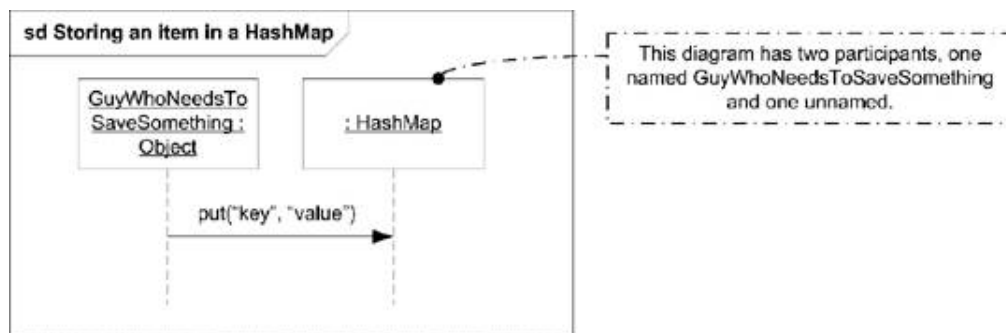 sd Storing an Item in a HashMap
GuyWhoNeedsTo
SaveSomething :
Object
: HashMap
put("key", "value")
This diagram has two participants, one
named GuyWhoNeedsToSaveSomething
and one unnamed.